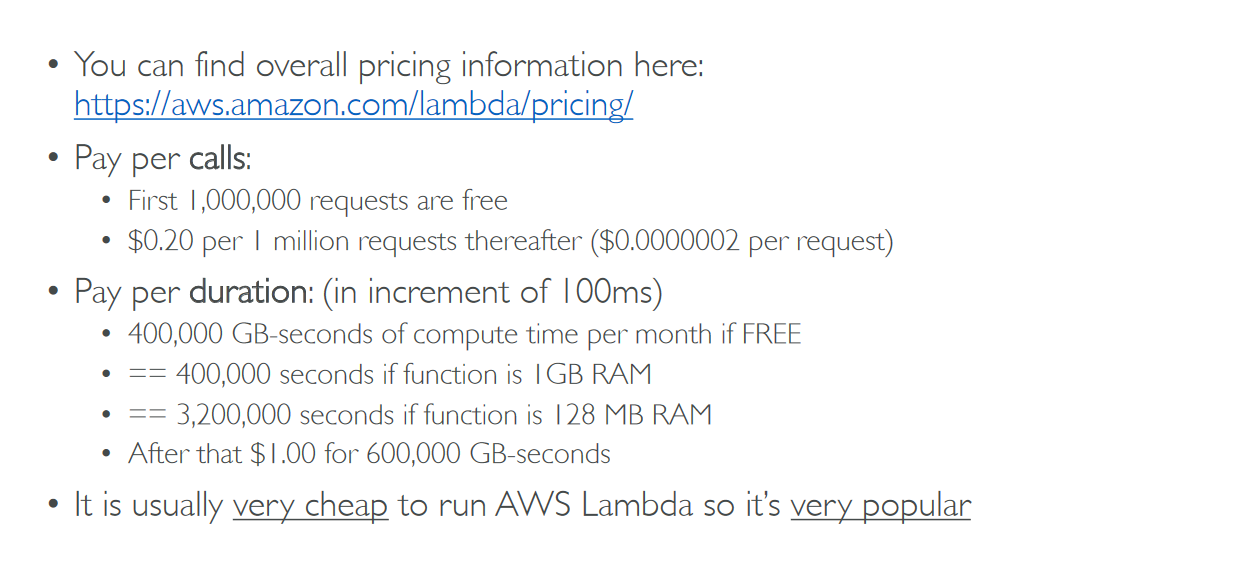 • You can find overall pricing information here:
https://aws.amazon.com/lambda/pricing/
• Pay per calls:
• First 1,000,000 requests are free
• $0.20 per 1 million requests thereafter ($0.0000002 per request)
• Pay per duration: (in increment of 100ms)
• 400,000 GB-seconds of compute time per month if FREE
• == 400,000 seconds if function is 1GB RAM
• == 3,200,000 seconds if function is 128 MB RAM
• After that $1.00 for 600,000 GB-seconds
• It is usually very cheap to run AWS Lambda so it’s very popular